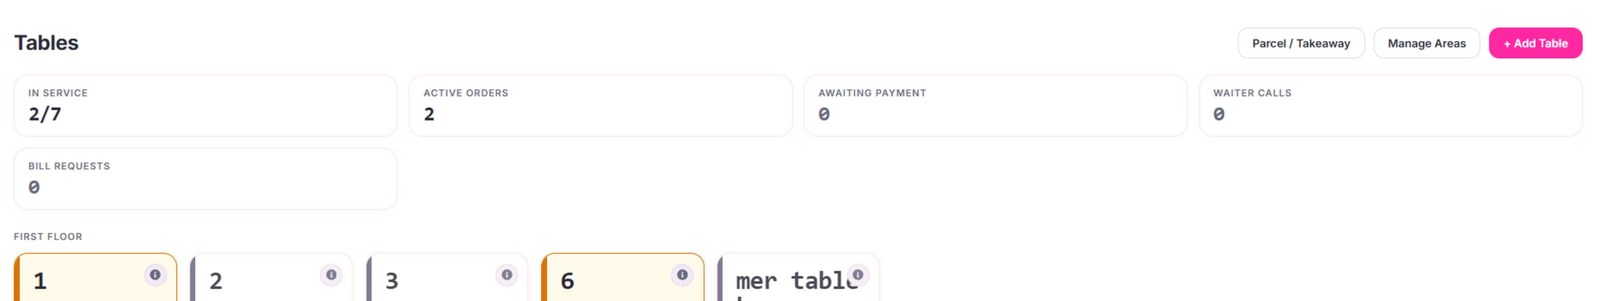 Tables
Parcel / Takeaway
Manage Areas
+ Add Table
IN SERVICE
2/7
ACTIVE ORDERS
2
AWAITING PAYMENT
0
WAITER CALLS
0
BILL REQUESTS
0
FIRST FLOOR
1
2
3
6
mer table